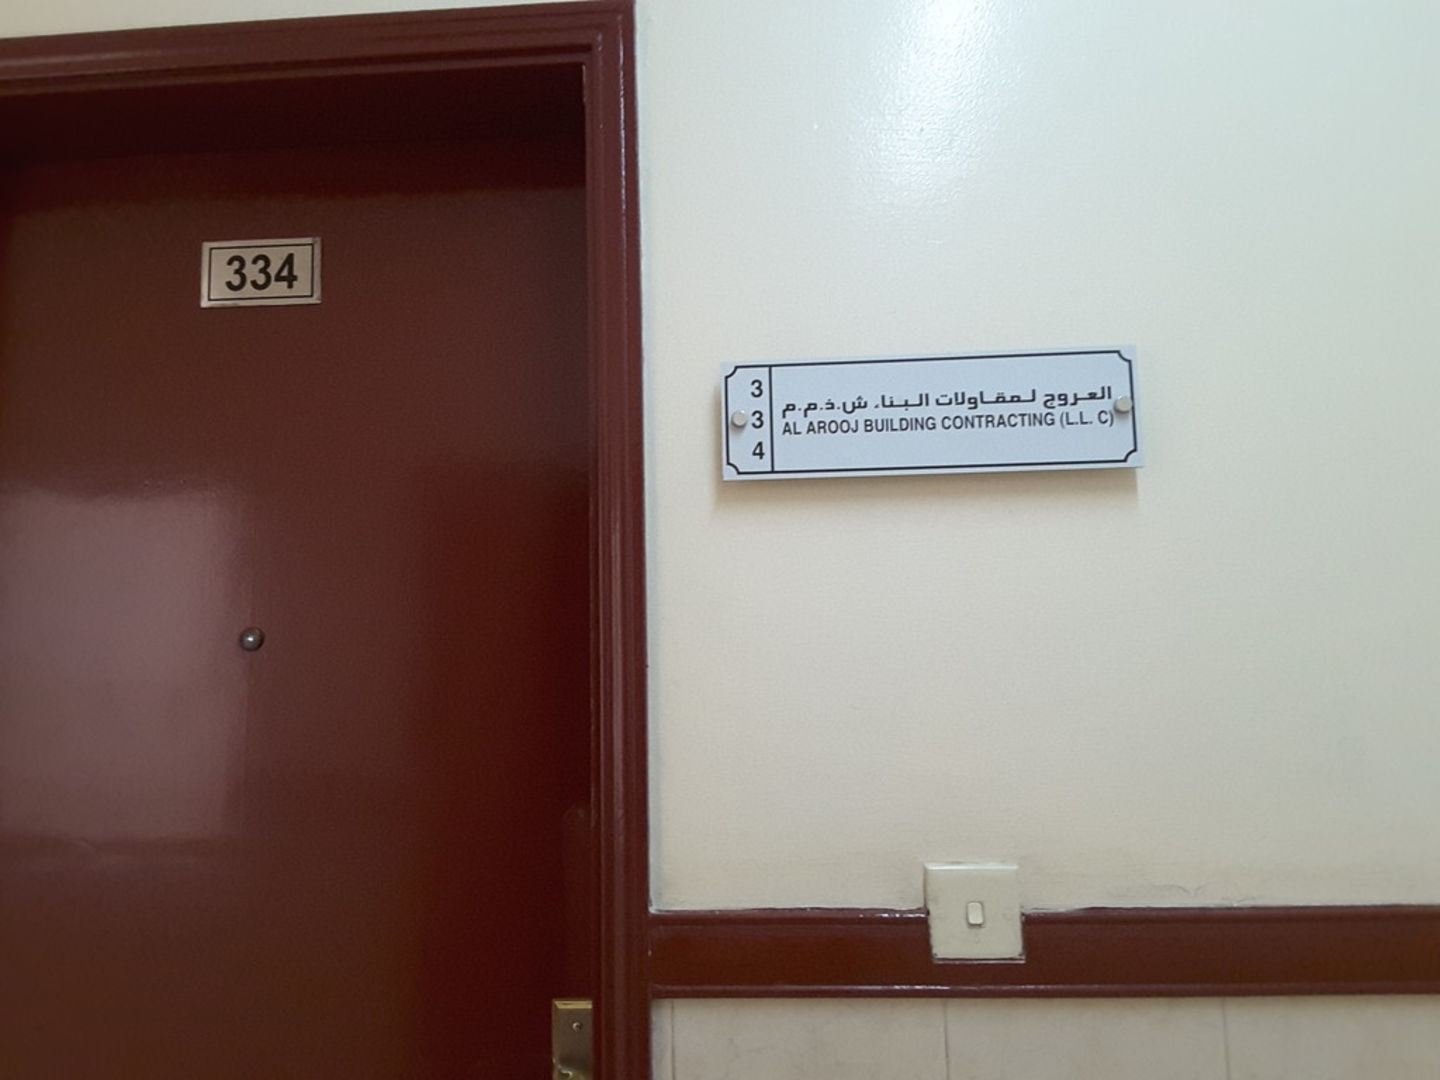 334
3
3
4
العروج لمقاولات البناء ش.ذ.م.م
AL AROOJ BUILDING CONTRACTING (L.L. C)